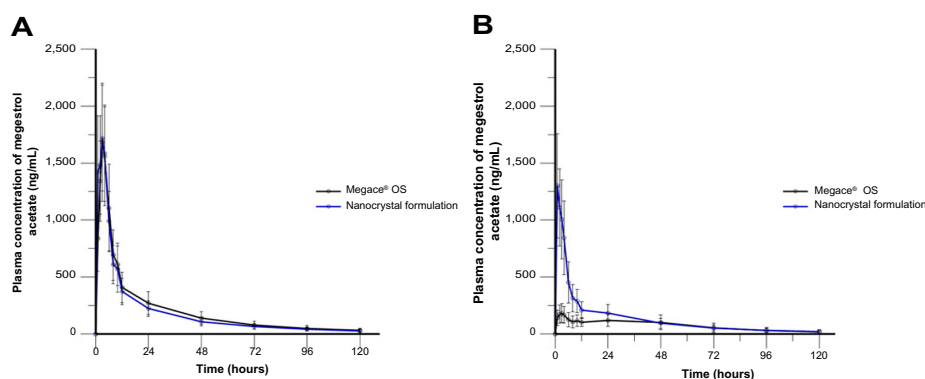 A
2,500
2,000
1,500
1,000
500
0
Plasma concentration of megestrol
acetate (ng/mL)
Megace® OS
Nanocrystal formulation
0 24 48 72 96 120
Time (hours)
B
2,500
2,000
1,500
1,000
500
0
Plasma concentration of megestrol
acetate (ng/mL)
Megace® OS
Nanocrystal formulation
0 24 48 72 96 120
Time (hours)